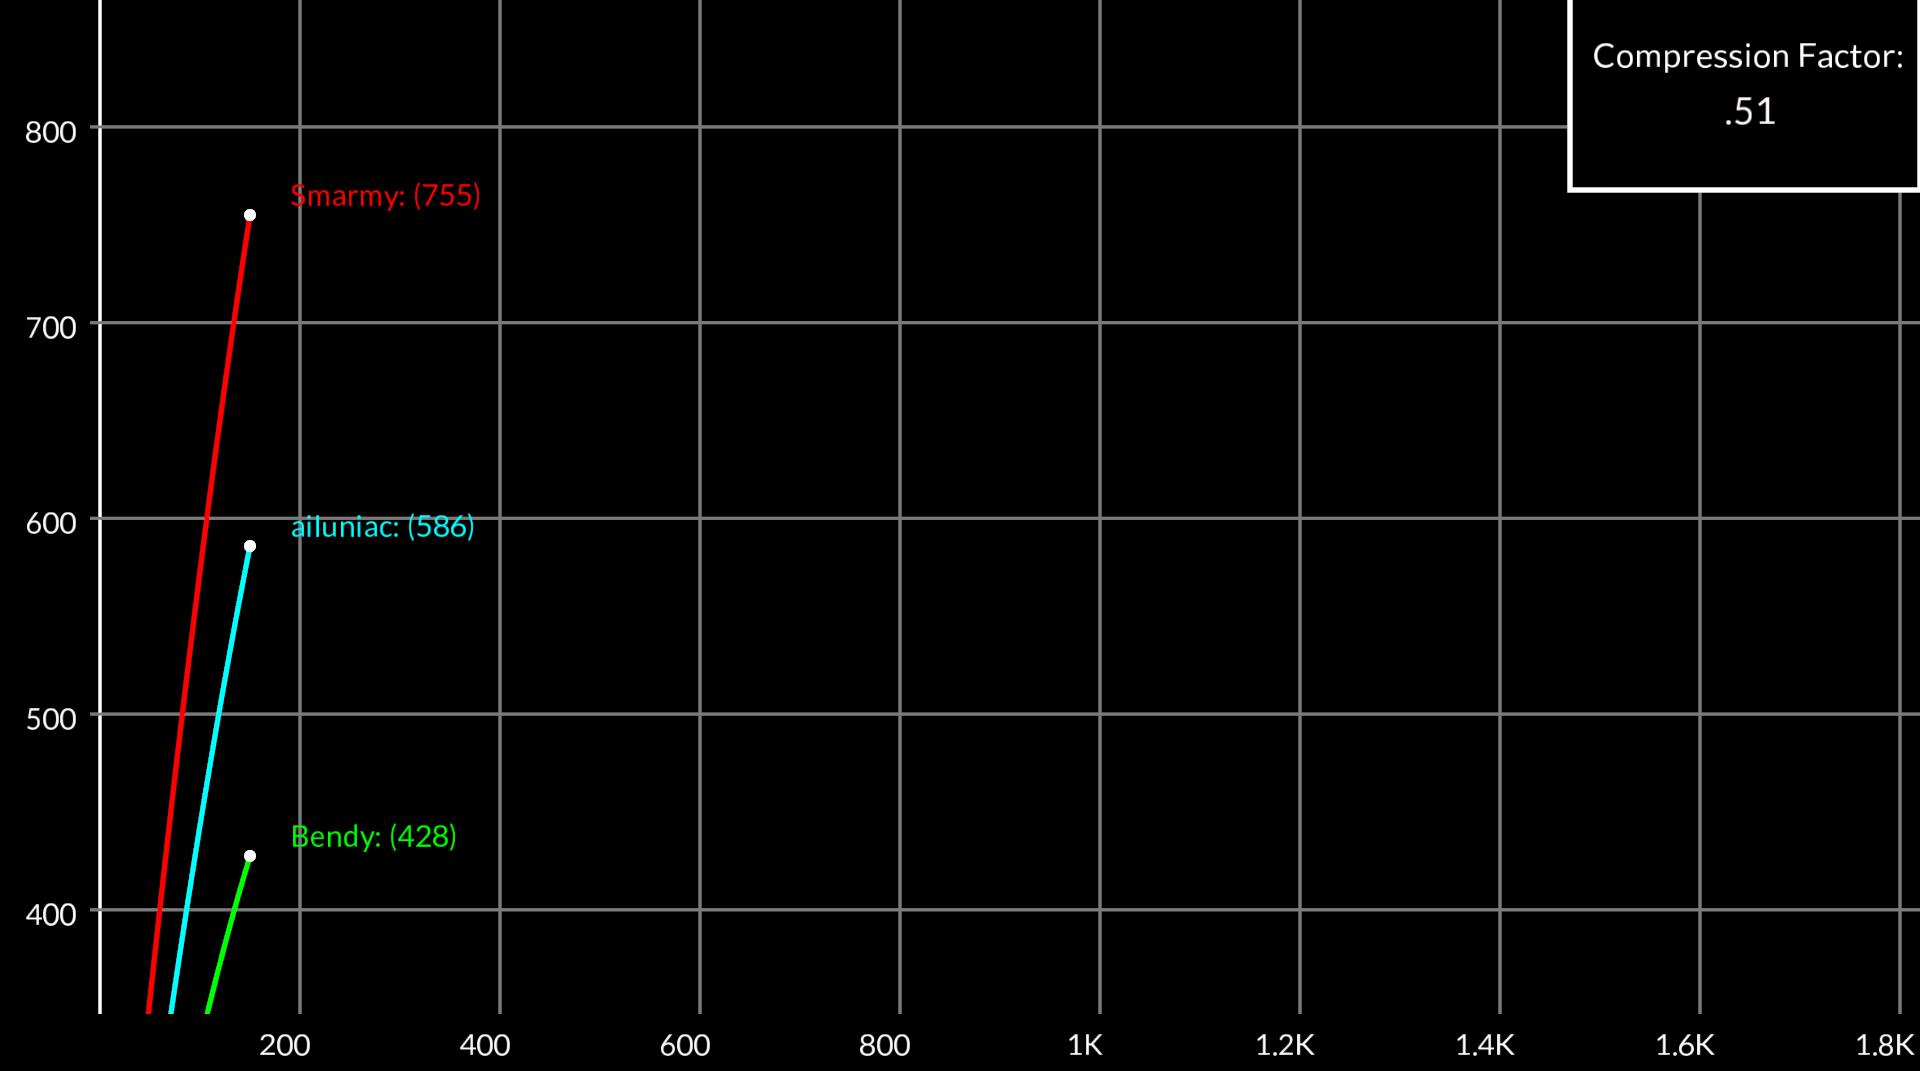 Compression Factor:
.51
800
Smarmy: (755)
700
600
ailuniac: (586)
500
Bendy: (428)
400
200 400 600 800 1K 1.2K 1.4K 1.6K 1.8K